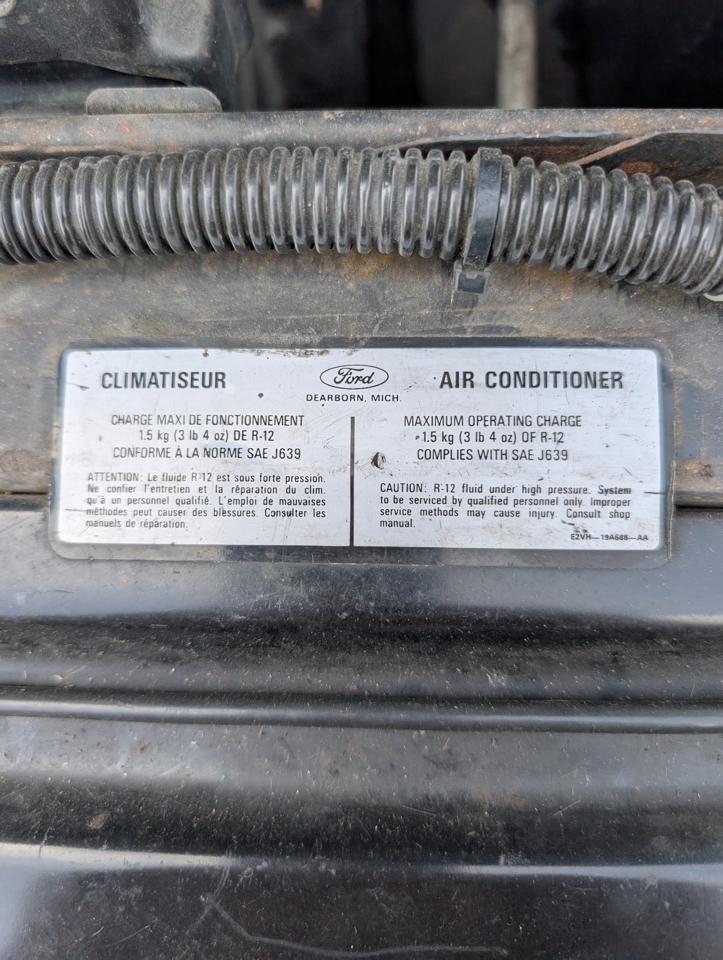 CLIMATISEUR
CHARGE MAXI DE FONCTIONNEMENT
1.5 kg (3 lb 4 oz) DE R-12
CONFORME À LA NORME SAE J639
ATTENTION: Le fluide R-12 est sous forte pression.
Ne confier l'entretien et la réparation du clim.
qu'à un personnel qualifié. L'emploi de mauvaises
méthodes peut causer des blessures. Consulter les
manuels de réparation.
Ford
DEARBORN, MICH.
AIR CONDITIONER
MAXIMUM OPERATING CHARGE
1.5 kg (3 lb 4 oz) OF R-12
COMPLIES WITH SAE J639
CAUTION: R-12 fluid under high pressure. System
to be serviced by qualified personnel only. Improper
service methods may cause injury. Consult shop
manual.
E2VH—19A688—AA